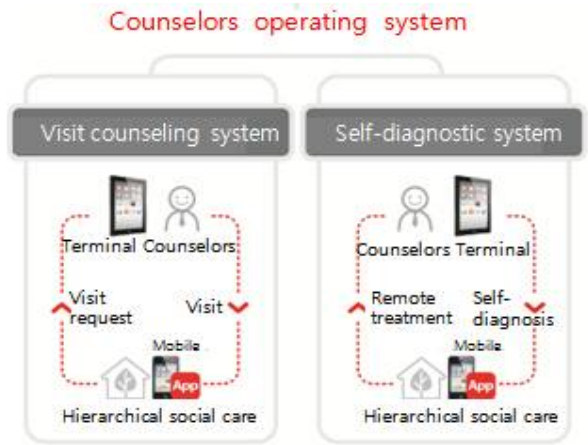 Counselors operating system
Visit counseling system
Terminal Counselors
Visit
request
Visit
Mobile
App
Hierarchical social care
Self-diagnostic system
Counselors Terminal
Remote
treatment
Self-
diagnosis
Mobile
App
Hierarchical social care